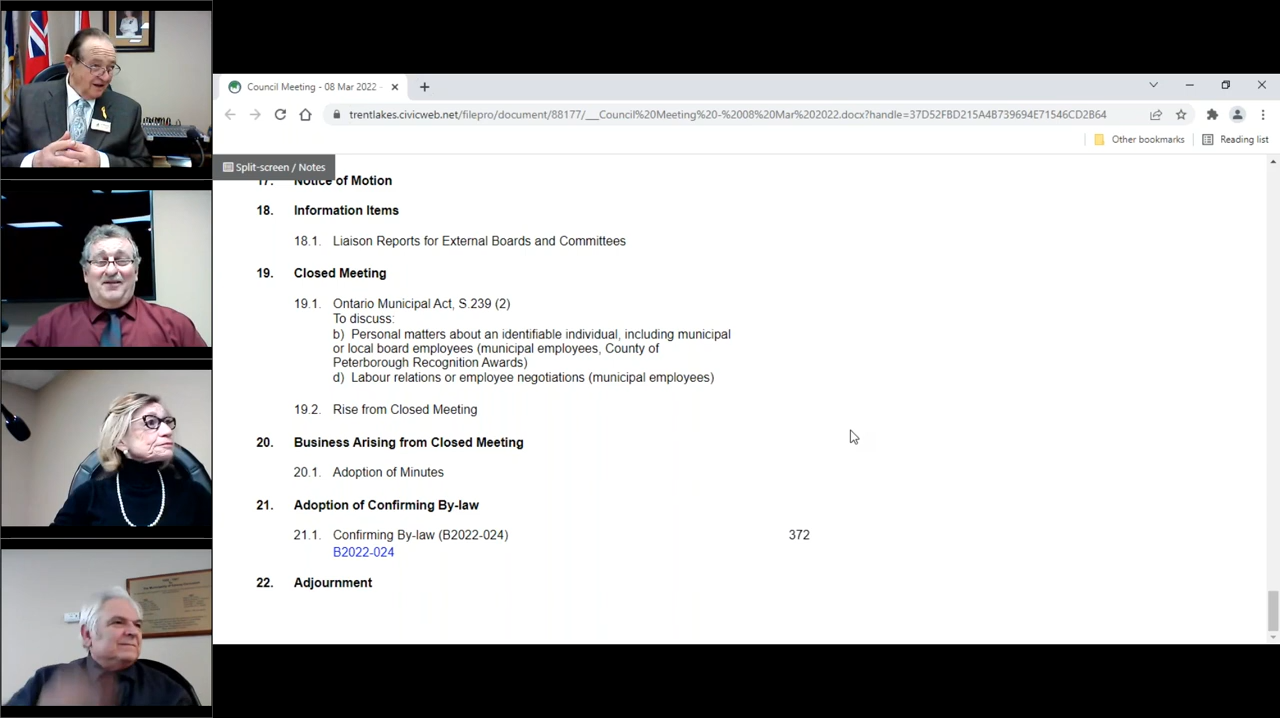 Council Meeting - 08 Mar 2022 -
trentlakes.civicweb.net/filepro/document/88177/__Council%20Meeting%20-%2008%20Mar%202022.docx?handle=37D52FBD215A4B739694E71546CD2B64
Other bookmarks
Reading list
Split-screen / Notes
17. Notice of Motion
18. Information Items
18.1. Liaison Reports for External Boards and Committees
19. Closed Meeting
19.1. Ontario Municipal Act, S.239 (2)
To discuss:
b) Personal matters about an identifiable individual, including municipal
or local board employees (municipal employees, County of
Peterborough Recognition Awards)
d) Labour relations or employee negotiations (municipal employees)
19.2. Rise from Closed Meeting
20. Business Arising from Closed Meeting
20.1. Adoption of Minutes
21. Adoption of Confirming By-law
21.1. Confirming By-law (B2022-024) 372
B2022-024
22. Adjournment